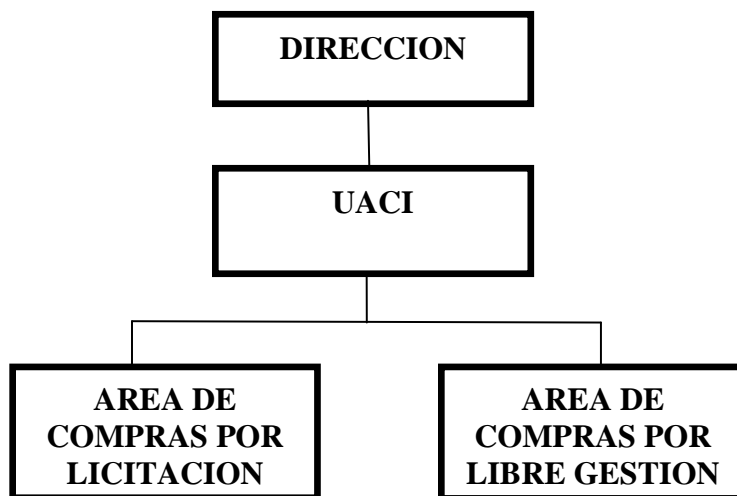 DIRECCION
UACI
AREA DE
COMPRAS POR
LICITACION
AREA DE
COMPRAS POR
LIBRE GESTION